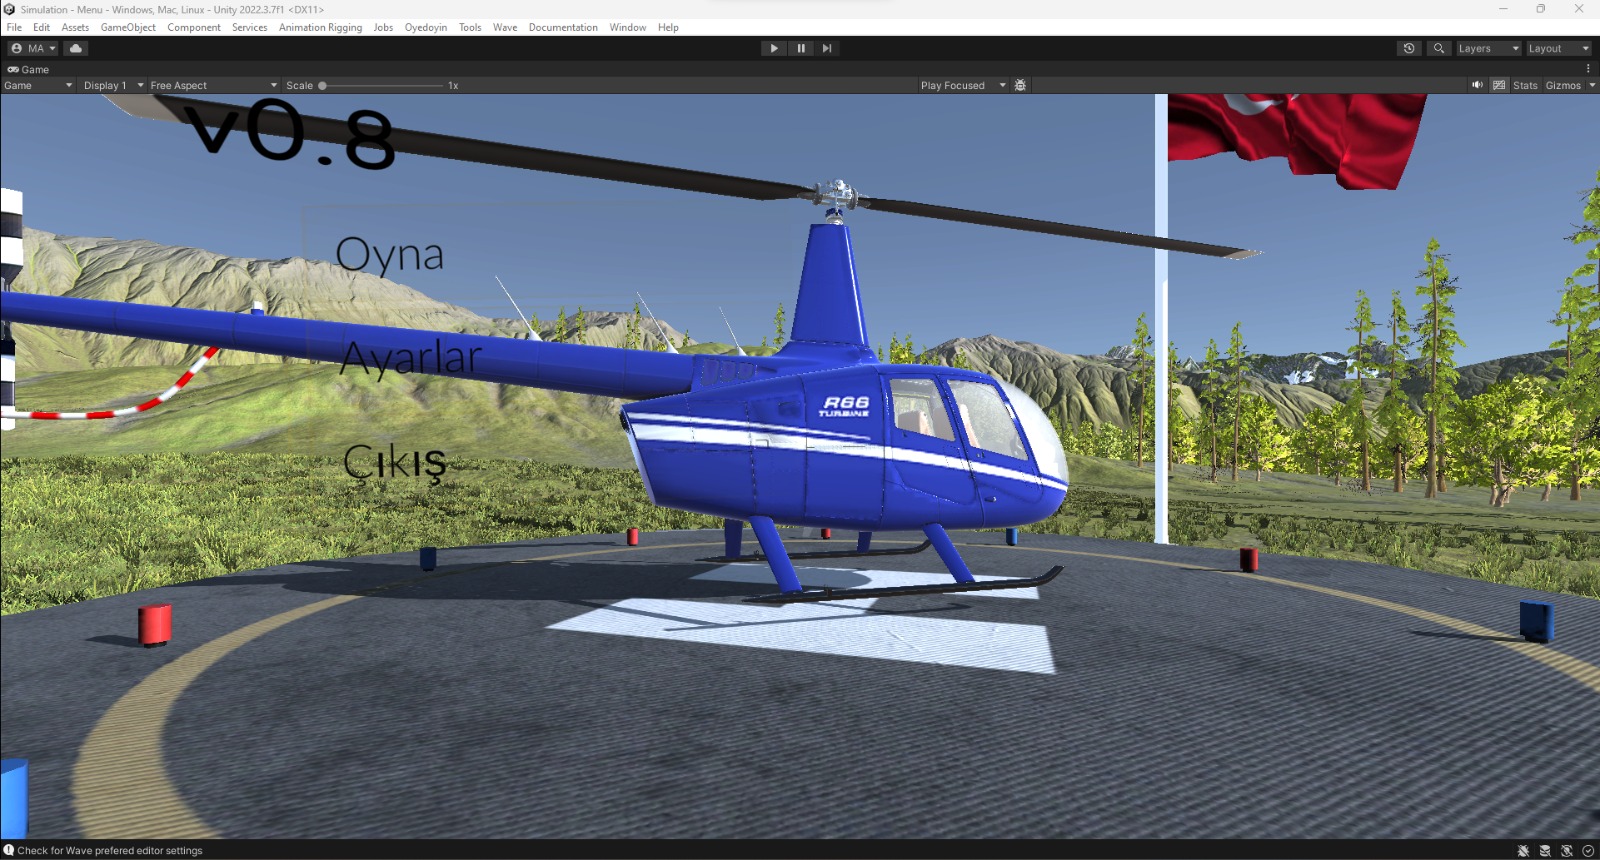 Simulation - Menu - Windows, Mac, Linux - Unity 2022.3.7f1 <DX11>
File Edit Assets GameObject Component Services Animation Rigging Jobs Oyedoyin Tools Wave Documentation Window Help
MA Layers Layout
Game
Game Display 1 Free Aspect Scale 1x Play Focused Stats Gizmos
v0.8
Oyna
Ayarlar
Çıkış
R66
TURBINE
Check for Wave prefered editor settings